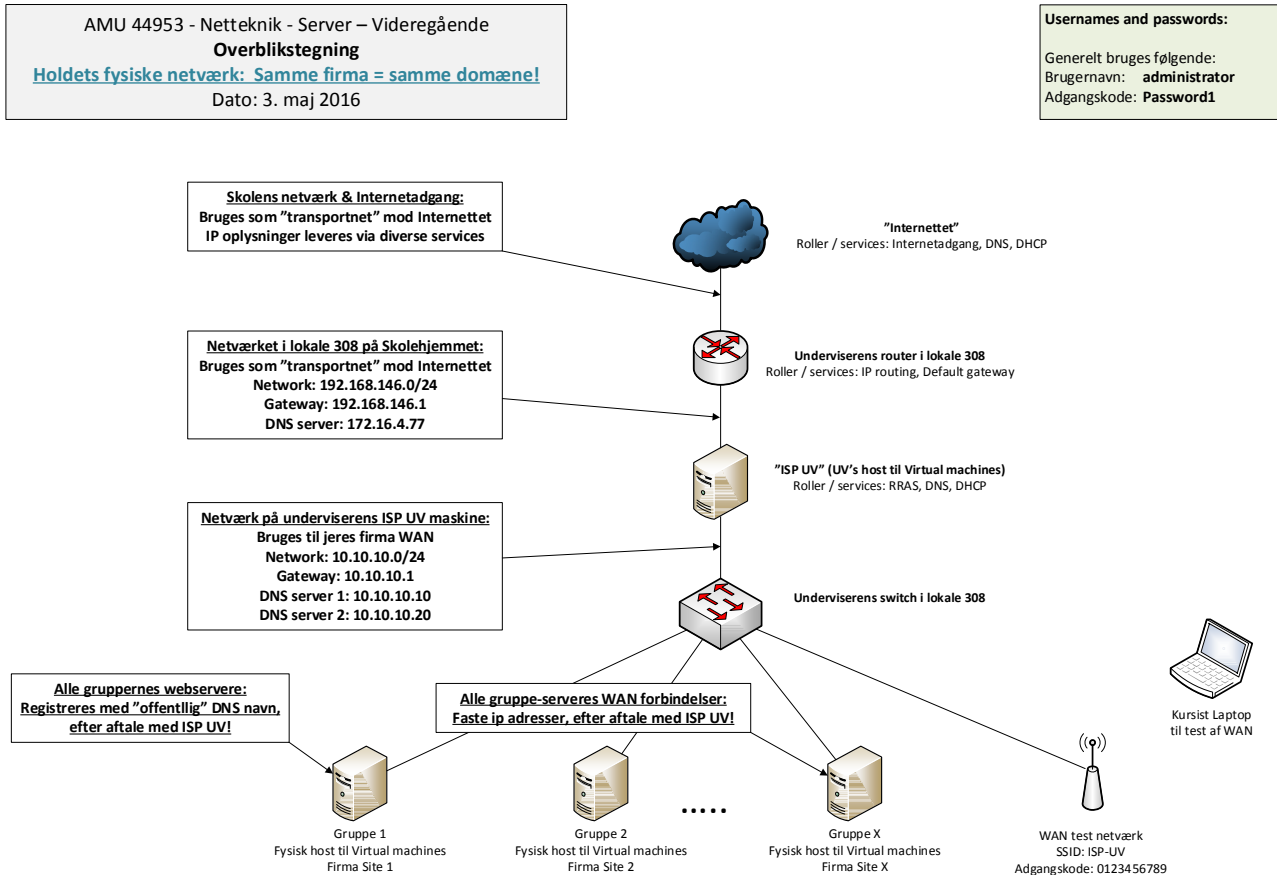 AMU 44953 - Netteknik - Server – Videregående
Overblikstegning
Holdets fysiske netværk: Samme firma = samme domæne!
Dato: 3. maj 2016
Usernames and passwords:
Generelt bruges følgende:
Brugernavn: administrator
Adgangskode: Password1
Skolens netværk & Internetadgang:
Bruges som ”transportnet” mod Internettet
IP oplysninger leveres via diverse services
”Internettet”
Roller / services: Internetadgang, DNS, DHCP
Netværket i lokale 308 på Skolehjemmet:
Bruges som ”transportnet” mod Internettet
Network: 192.168.146.0/24
Gateway: 192.168.146.1
DNS server: 172.16.4.77
Underviserens router i lokale 308
Roller / services: IP routing, Default gateway
”ISP UV” (UV’s host til Virtual machines)
Roller / services: RRAS, DNS, DHCP
Netværk på underviserens ISP UV maskine:
Bruges til jeres firma WAN
Network: 10.10.10.0/24
Gateway: 10.10.10.1
DNS server 1: 10.10.10.10
DNS server 2: 10.10.10.20
Underviserens switch i lokale 308
Alle gruppernes webservere:
Registreres med ”offentllig” DNS navn,
efter aftale med ISP UV!
Alle gruppe-serveres WAN forbindelser:
Faste ip adresser, efter aftale med ISP UV!
Kursist Laptop
til test af WAN
.....
Gruppe 1
Fysisk host til Virtual machines
Firma Site 1
Gruppe 2
Fysisk host til Virtual machines
Firma Site 2
Gruppe X
Fysisk host til Virtual machines
Firma Site X
WAN test netværk
SSID: ISP-UV
Adgangskode: 0123456789